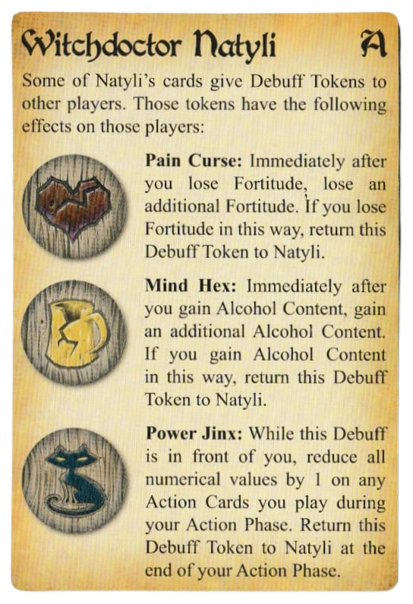 Witchdoctor Natyli A
Some of Natyli's cards give Debuff Tokens to
other players. Those tokens have the following
effects on those players:
Pain Curse: Immediately after
you lose Fortitude, lose an
additional Fortitude. If you lose
Fortitude in this way, return this
Debuff Token to Natyli.
Mind Hex: Immediately after
you gain Alcohol Content, gain
an additional Alcohol Content.
If you gain Alcohol Content
in this way, return this Debuff
Token to Natyli.
Power Jinx: While this Debuff
is in front of you, reduce all
numerical values by 1 on any
Action Cards you play during
your Action Phase. Return this
Debuff Token to Natyli at the
end of your Action Phase.